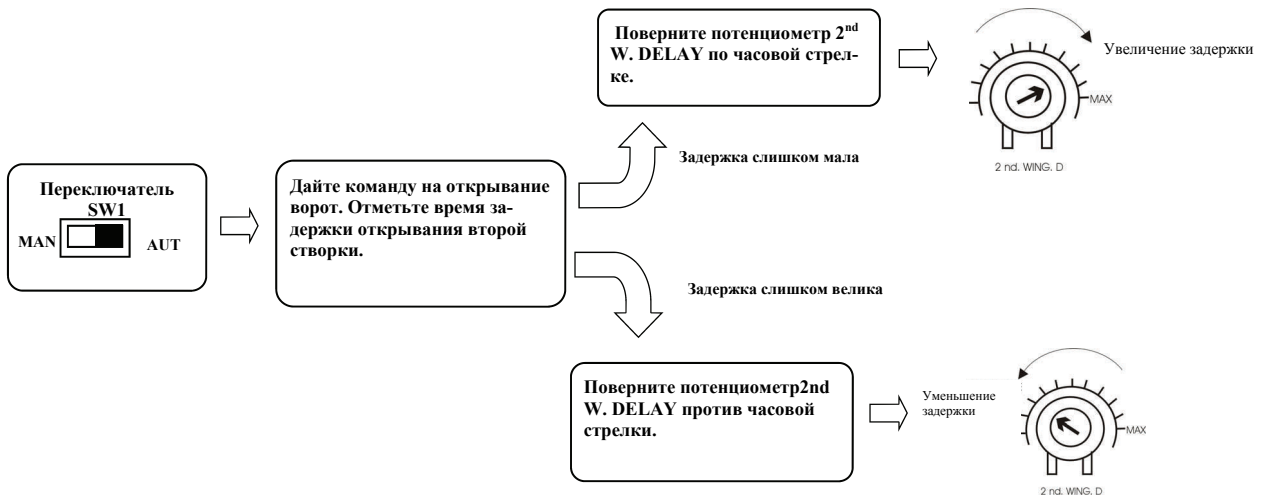 Переключатель
SW1
MAN
AUT
Дайте команду на открывание
ворот. Отметьте время за-
держки открывания второй
створки.
Задержка слишком мала
Поверните потенциометр 2nd
W. DELAY по часовой стрел-
ке.
Увеличение задержки
MAX
2 nd. WING. D
Задержка слишком велика
Поверните потенциометр2nd
W. DELAY против часовой
стрелки.
Уменьшение
задержки
MAX
2 nd. WING. D